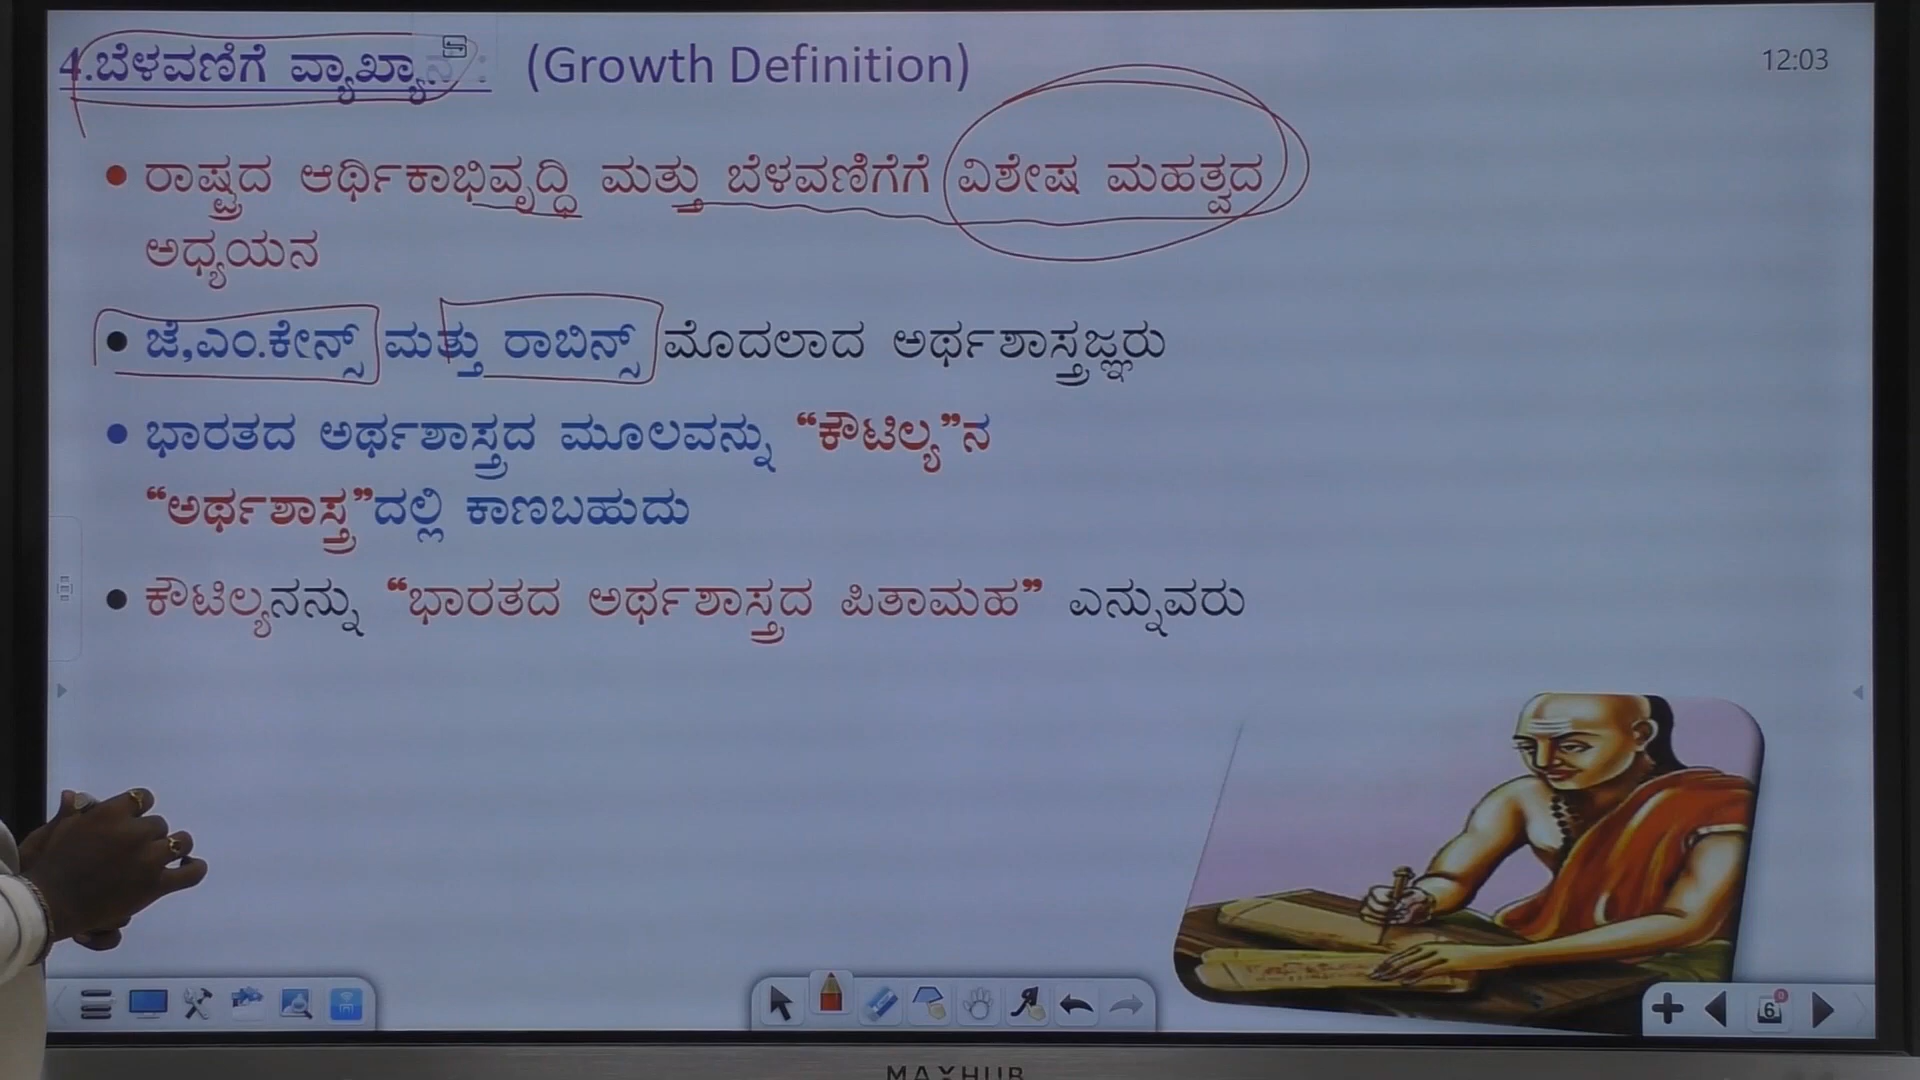 4.ಬೆಳವಣಿಗೆ ವ್ಯಾಖ್ಯಾನ : (Growth Definition)
12:03
• ರಾಷ್ಟ್ರದ ಆರ್ಥಿಕಾಭಿವೃದ್ಧಿ ಮತ್ತು ಬೆಳವಣಿಗೆಗೆ ವಿಶೇಷ ಮಹತ್ವದ
ಅಧ್ಯಯನ
• ಜೆ,ಎಂ.ಕೇನ್ಸ್ ಮತ್ತು ರಾಬಿನ್ಸ್ ಮೊದಲಾದ ಅರ್ಥಶಾಸ್ತ್ರಜ್ಞರು
• ಭಾರತದ ಅರ್ಥಶಾಸ್ತ್ರದ ಮೂಲವನ್ನು “ಕೌಟಿಲ್ಯ”ನ
“ಅರ್ಥಶಾಸ್ತ್ರ”ದಲ್ಲಿ ಕಾಣಬಹುದು
• ಕೌಟಿಲ್ಯನನ್ನು “ಭಾರತದ ಅರ್ಥಶಾಸ್ತ್ರದ ಪಿತಾಮಹ” ಎನ್ನುವರು
6
MAXHUB